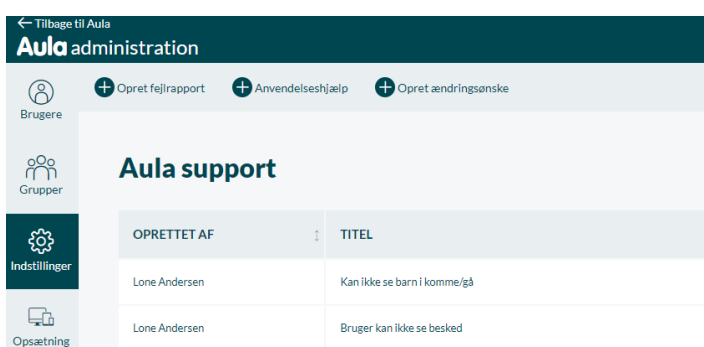 ← Tilbage til Aula
Aula administration
Opret fejlrapport Anvendelseshjælp Opret ændringsønske
Brugere
Grupper
Indstillinger
Opsætning
Aula support
OPRETTET AF TITEL
Lone Andersen Kan ikke se barn i komme/gå
Lone Andersen Bruger kan ikke se besked